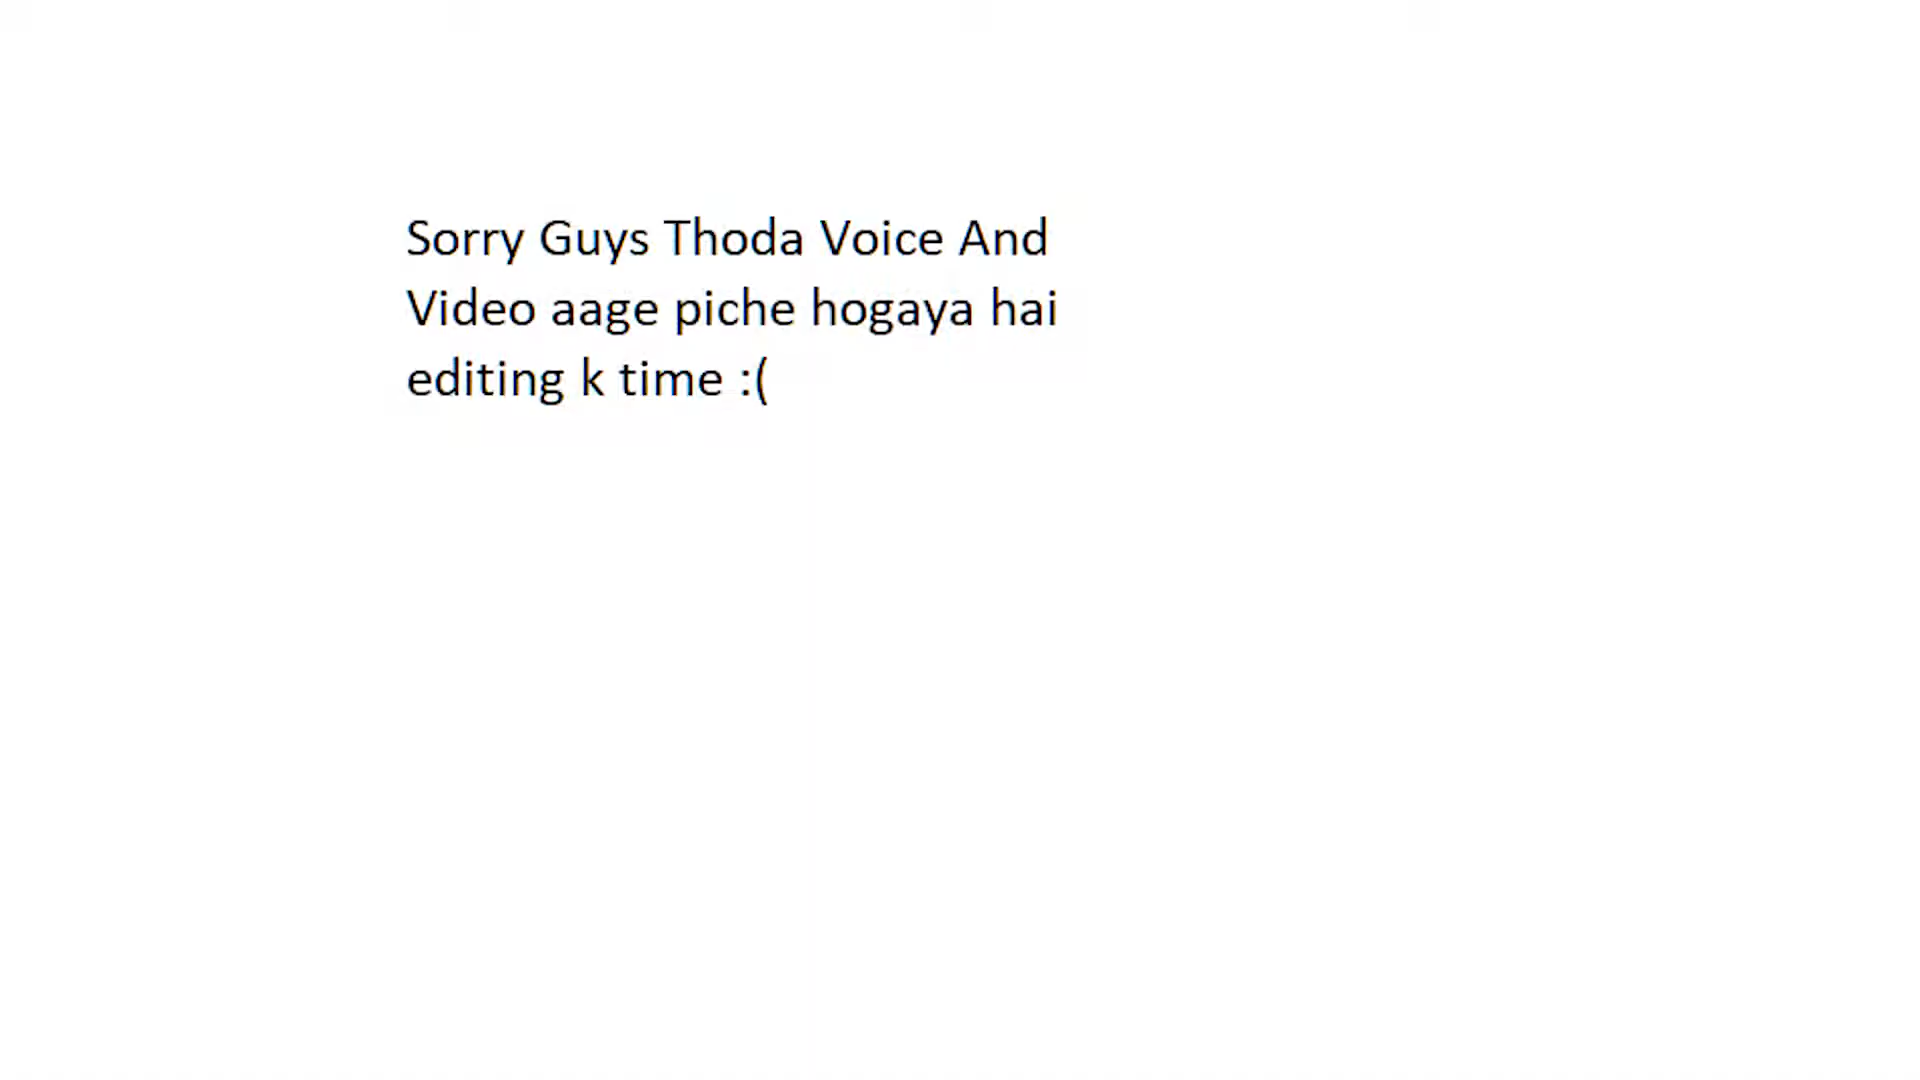 Sorry Guys Thoda Voice And
Video aage piche hogaya hai
editing k time :(